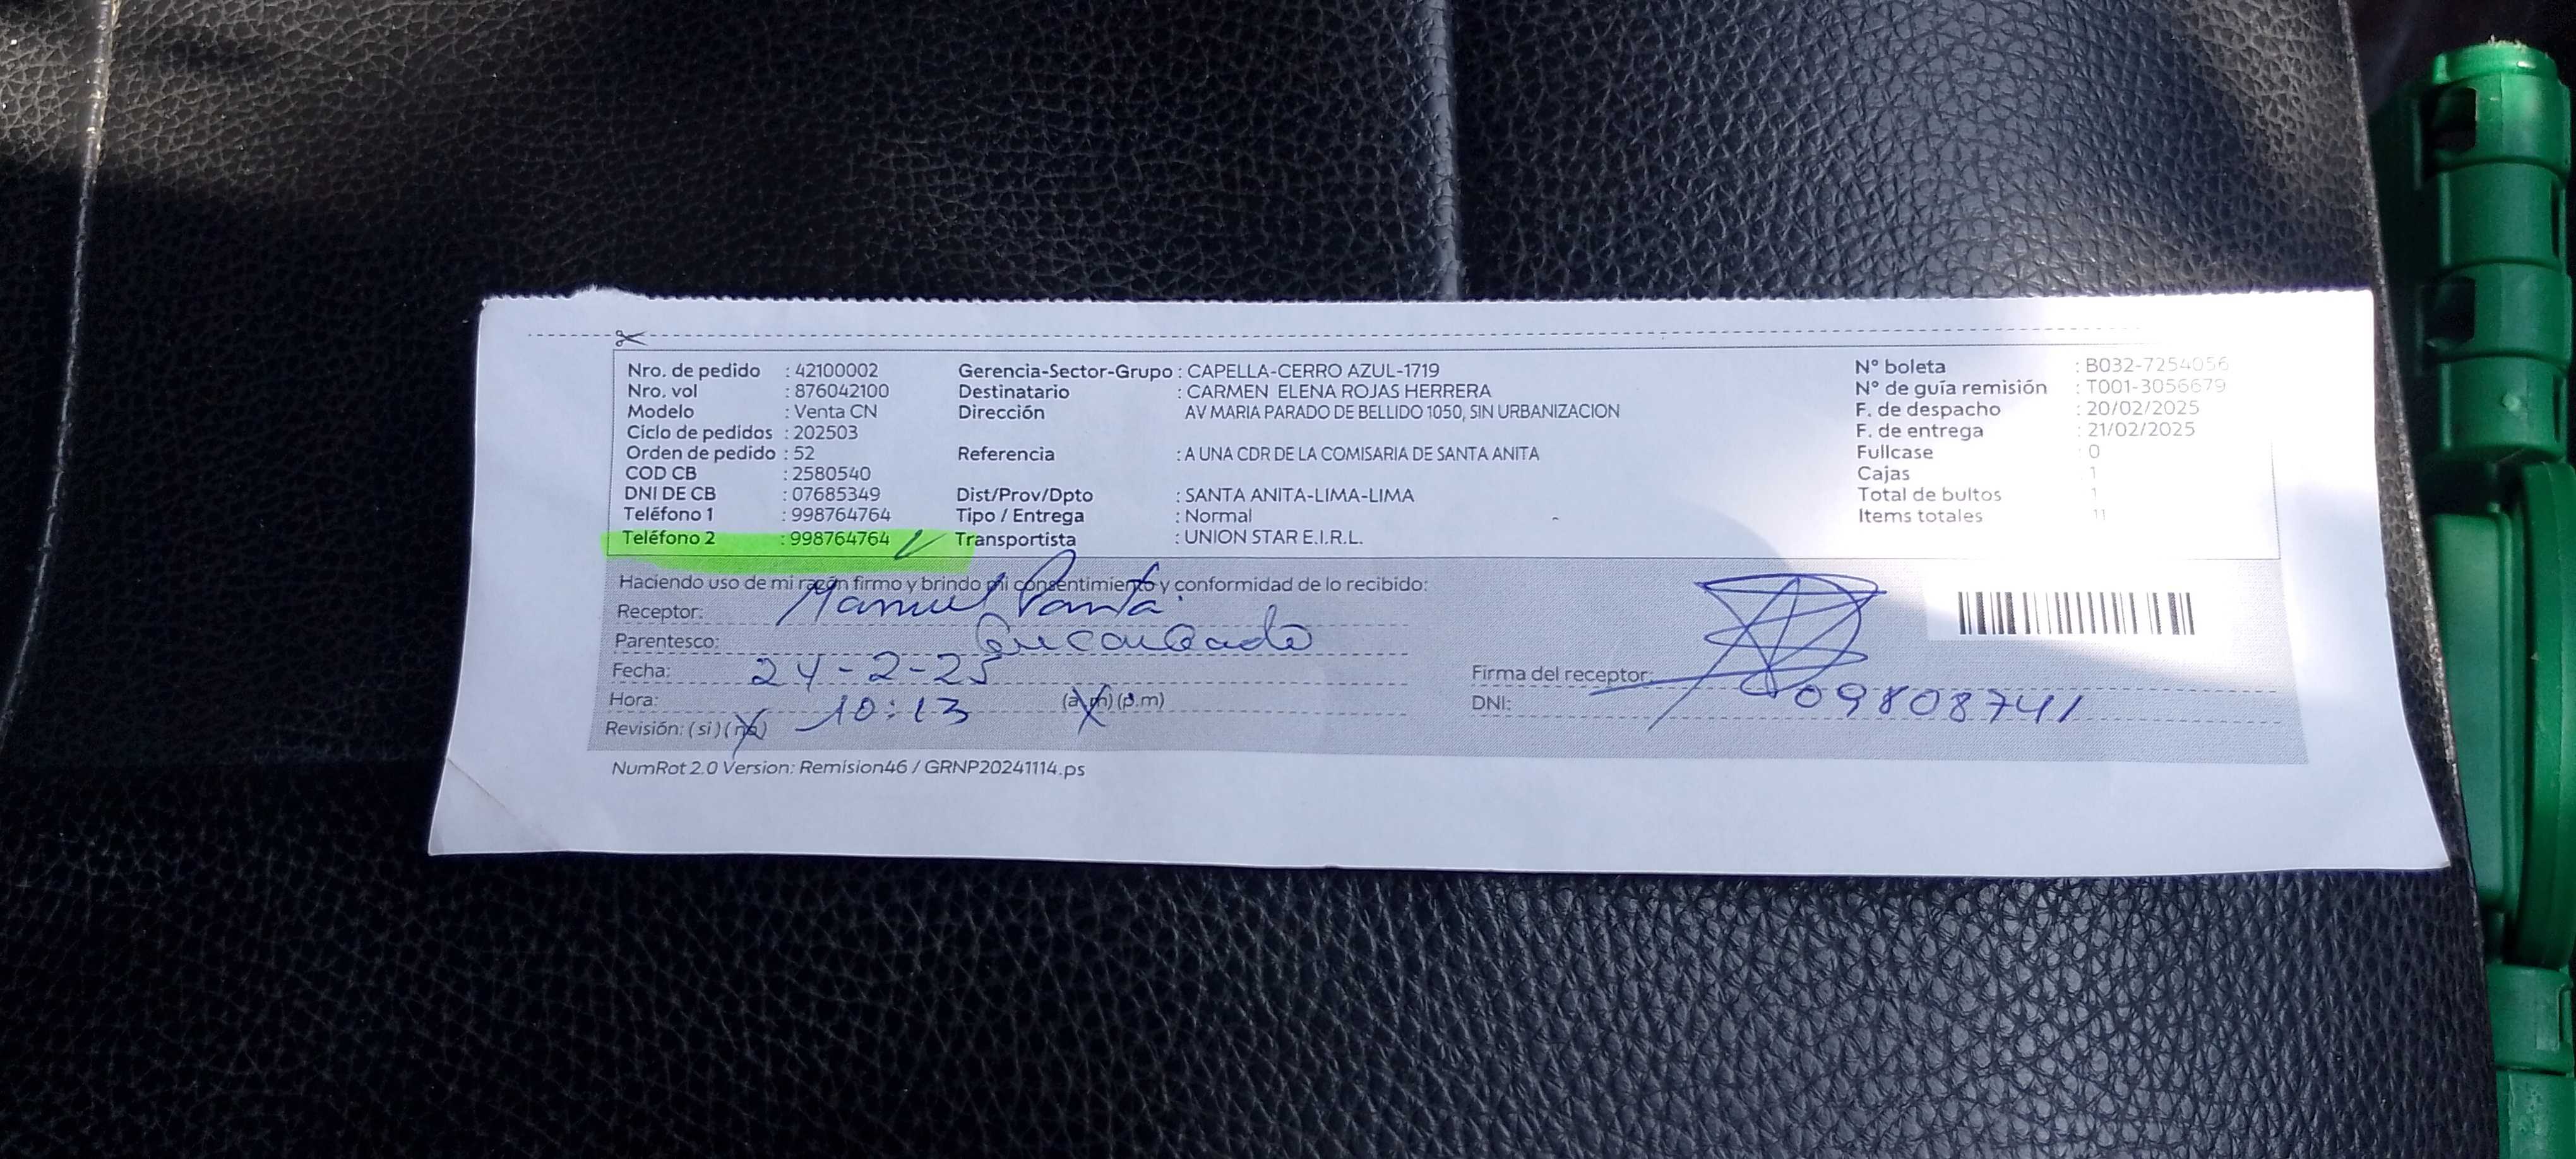 Nro. de pedido : 42100002
Nro. vol : 876042100
Modelo : Venta CN
Ciclo de pedidos : 202503
Orden de pedido : 52
COD CB : 2580540
DNI DE CB : 07685349
Teléfono 1 : 998764764
Teléfono 2 : 998764764
Gerencia-Sector-Grupo : CAPELLA-CERRO AZUL-1719
Destinatario : CARMEN ELENA ROJAS HERRERA
Dirección AV MARIA PARADO DE BELLIDO 1050, SIN URBANIZACION
Referencia : A UNA CDR DE LA COMISARIA DE SANTA ANITA
Dist/Prov/Dpto : SANTA ANITA-LIMA-LIMA
Tipo / Entrega : Normal
Transportista : UNION STAR E.I.R.L.
N° boleta : B032-7254056
N° de guía remisión : T001-3056679
F. de despacho : 20/02/2025
F. de entrega : 21/02/2025
Fullcase : 0
Cajas 1
Total de bultos 1
Items totales 11
Haciendo uso de mi razón firmo y brindo mi consentimiento y conformidad de lo recibido:
Receptor: Manuel Panta
Parentesco: Encargado
Fecha: 24-2-25
Hora: 10:13 (a.m) (p.m)
Revisión: (si) (no)
Firma del receptor:
DNI: 09808741
NumRot 2.0 Version: Remision46 / GRNP20241114.ps